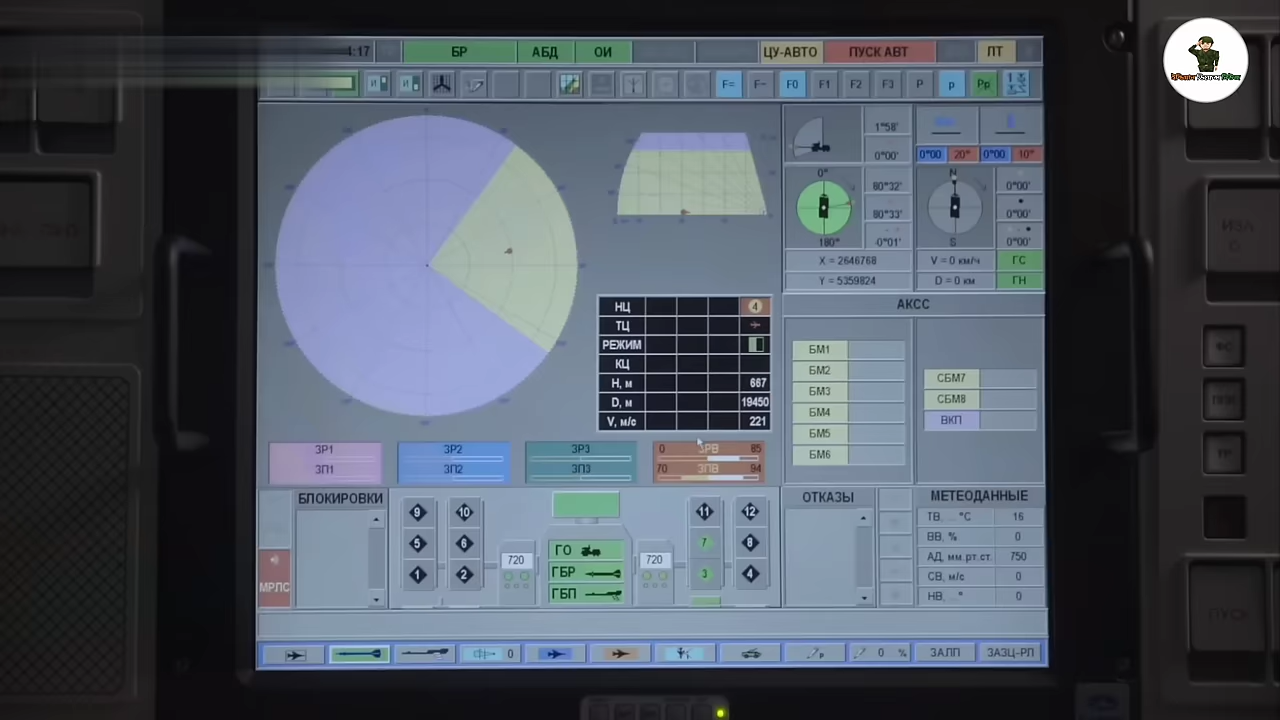 4:17 БР АБД ОИ ЦУ-АВТО ПУСК АВТ ПТ
F= F− F0 F1 F2 F3 P р Рр
1°58'
0°00'
0°00' 20° 0°00' 10°
0° 80°32' N 0°00'
80°33' 0°00'
180° -0°01' S 0°00'
X = 2646768 V = 0 км/ч ГС
Y = 5359824 D = 0 км ГН
АКСС
НЦ 4
ТЦ
РЕЖИМ
КЦ
Н, м 667
D, м 19450
V, м/с 221
БМ1
БМ2
БМ3
БМ4
БМ5
БМ6
СБМ7
СБМ8
ВКП
ЗР1 ЗР2 ЗР3 0 ЗРВ 85
ЗП1 ЗП2 ЗП3 70 ЗПВ 94
БЛОКИРОВКИ
МРЛС
9 10
5 6
1 2
720
ГО
ГБР
ГБП
720
11 12
7 8
3 4
ОТКАЗЫ
МЕТЕОДАННЫЕ
ТВ, ... °C 16
ВВ, % 0
АД, мм.рт.ст. 750
СВ, м/с 0
НВ, ...° 0
0 Р 0 % ЗАЛП ЗАЗЦ-РЛ
ИЗЛ
ПУСК